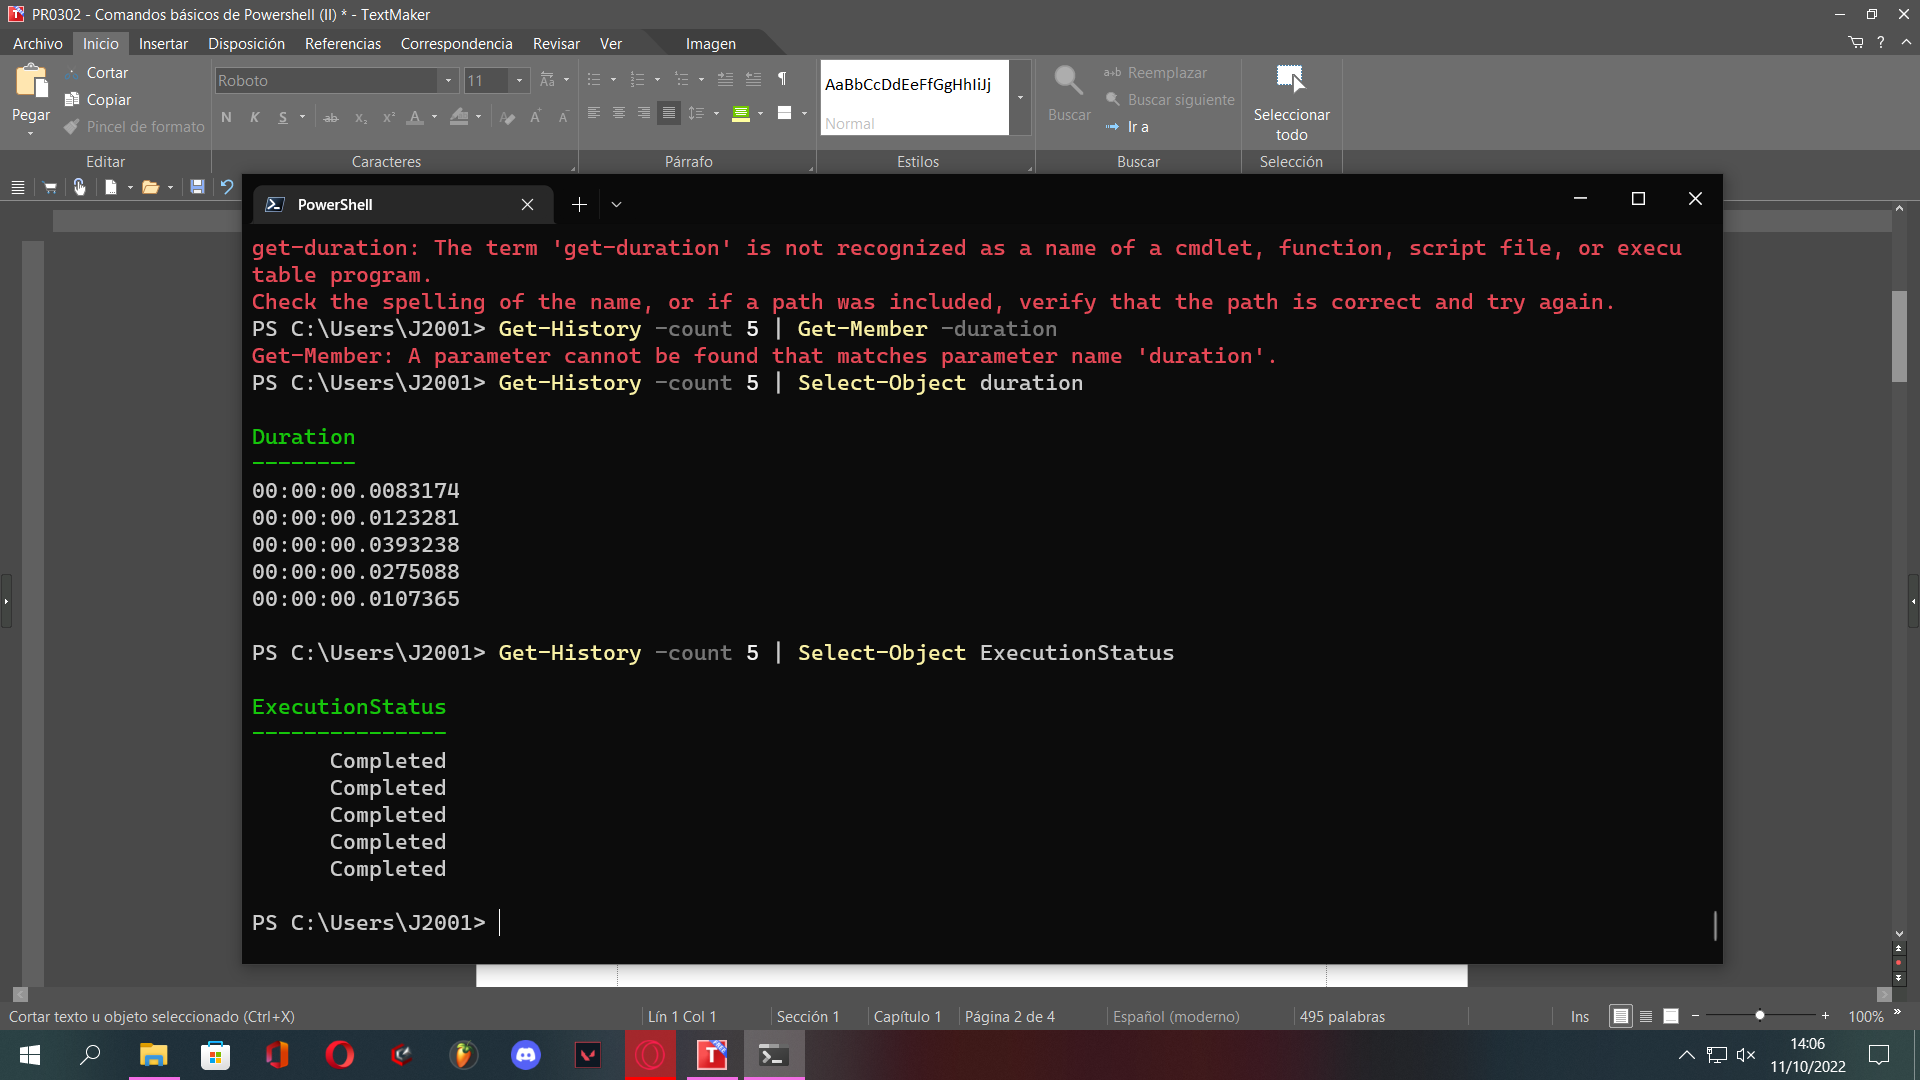 PR0302 - Comandos básicos de Powershell (II) * - TextMaker
Archivo Inicio Insertar Disposición Referencias Correspondencia Revisar Ver Imagen
Pegar
Cortar
Copiar
Pincel de formato
Roboto 11
N K S ab x₂ x² A
AaBbCcDdEeFfGgHhIiJj
Normal
Buscar
Reemplazar
Buscar siguiente
Ir a
Seleccionar
todo
Editar Caracteres Párrafo Estilos Buscar Selección
PowerShell
get-duration: The term 'get-duration' is not recognized as a name of a cmdlet, function, script file, or execu
table program.
Check the spelling of the name, or if a path was included, verify that the path is correct and try again.
PS C:\Users\J2001> Get-History -count 5 | Get-Member -duration
Get-Member: A parameter cannot be found that matches parameter name 'duration'.
PS C:\Users\J2001> Get-History -count 5 | Select-Object duration
Duration
--------
00:00:00.0083174
00:00:00.0123281
00:00:00.0393238
00:00:00.0275088
00:00:00.0107365
PS C:\Users\J2001> Get-History -count 5 | Select-Object ExecutionStatus
ExecutionStatus
---------------
Completed
Completed
Completed
Completed
Completed
PS C:\Users\J2001>
Cortar texto u objeto seleccionado (Ctrl+X) Lín 1 Col 1 Sección 1 Capítulo 1 Página 2 de 4 Español (moderno) 495 palabras Ins 100%
14:06
11/10/2022